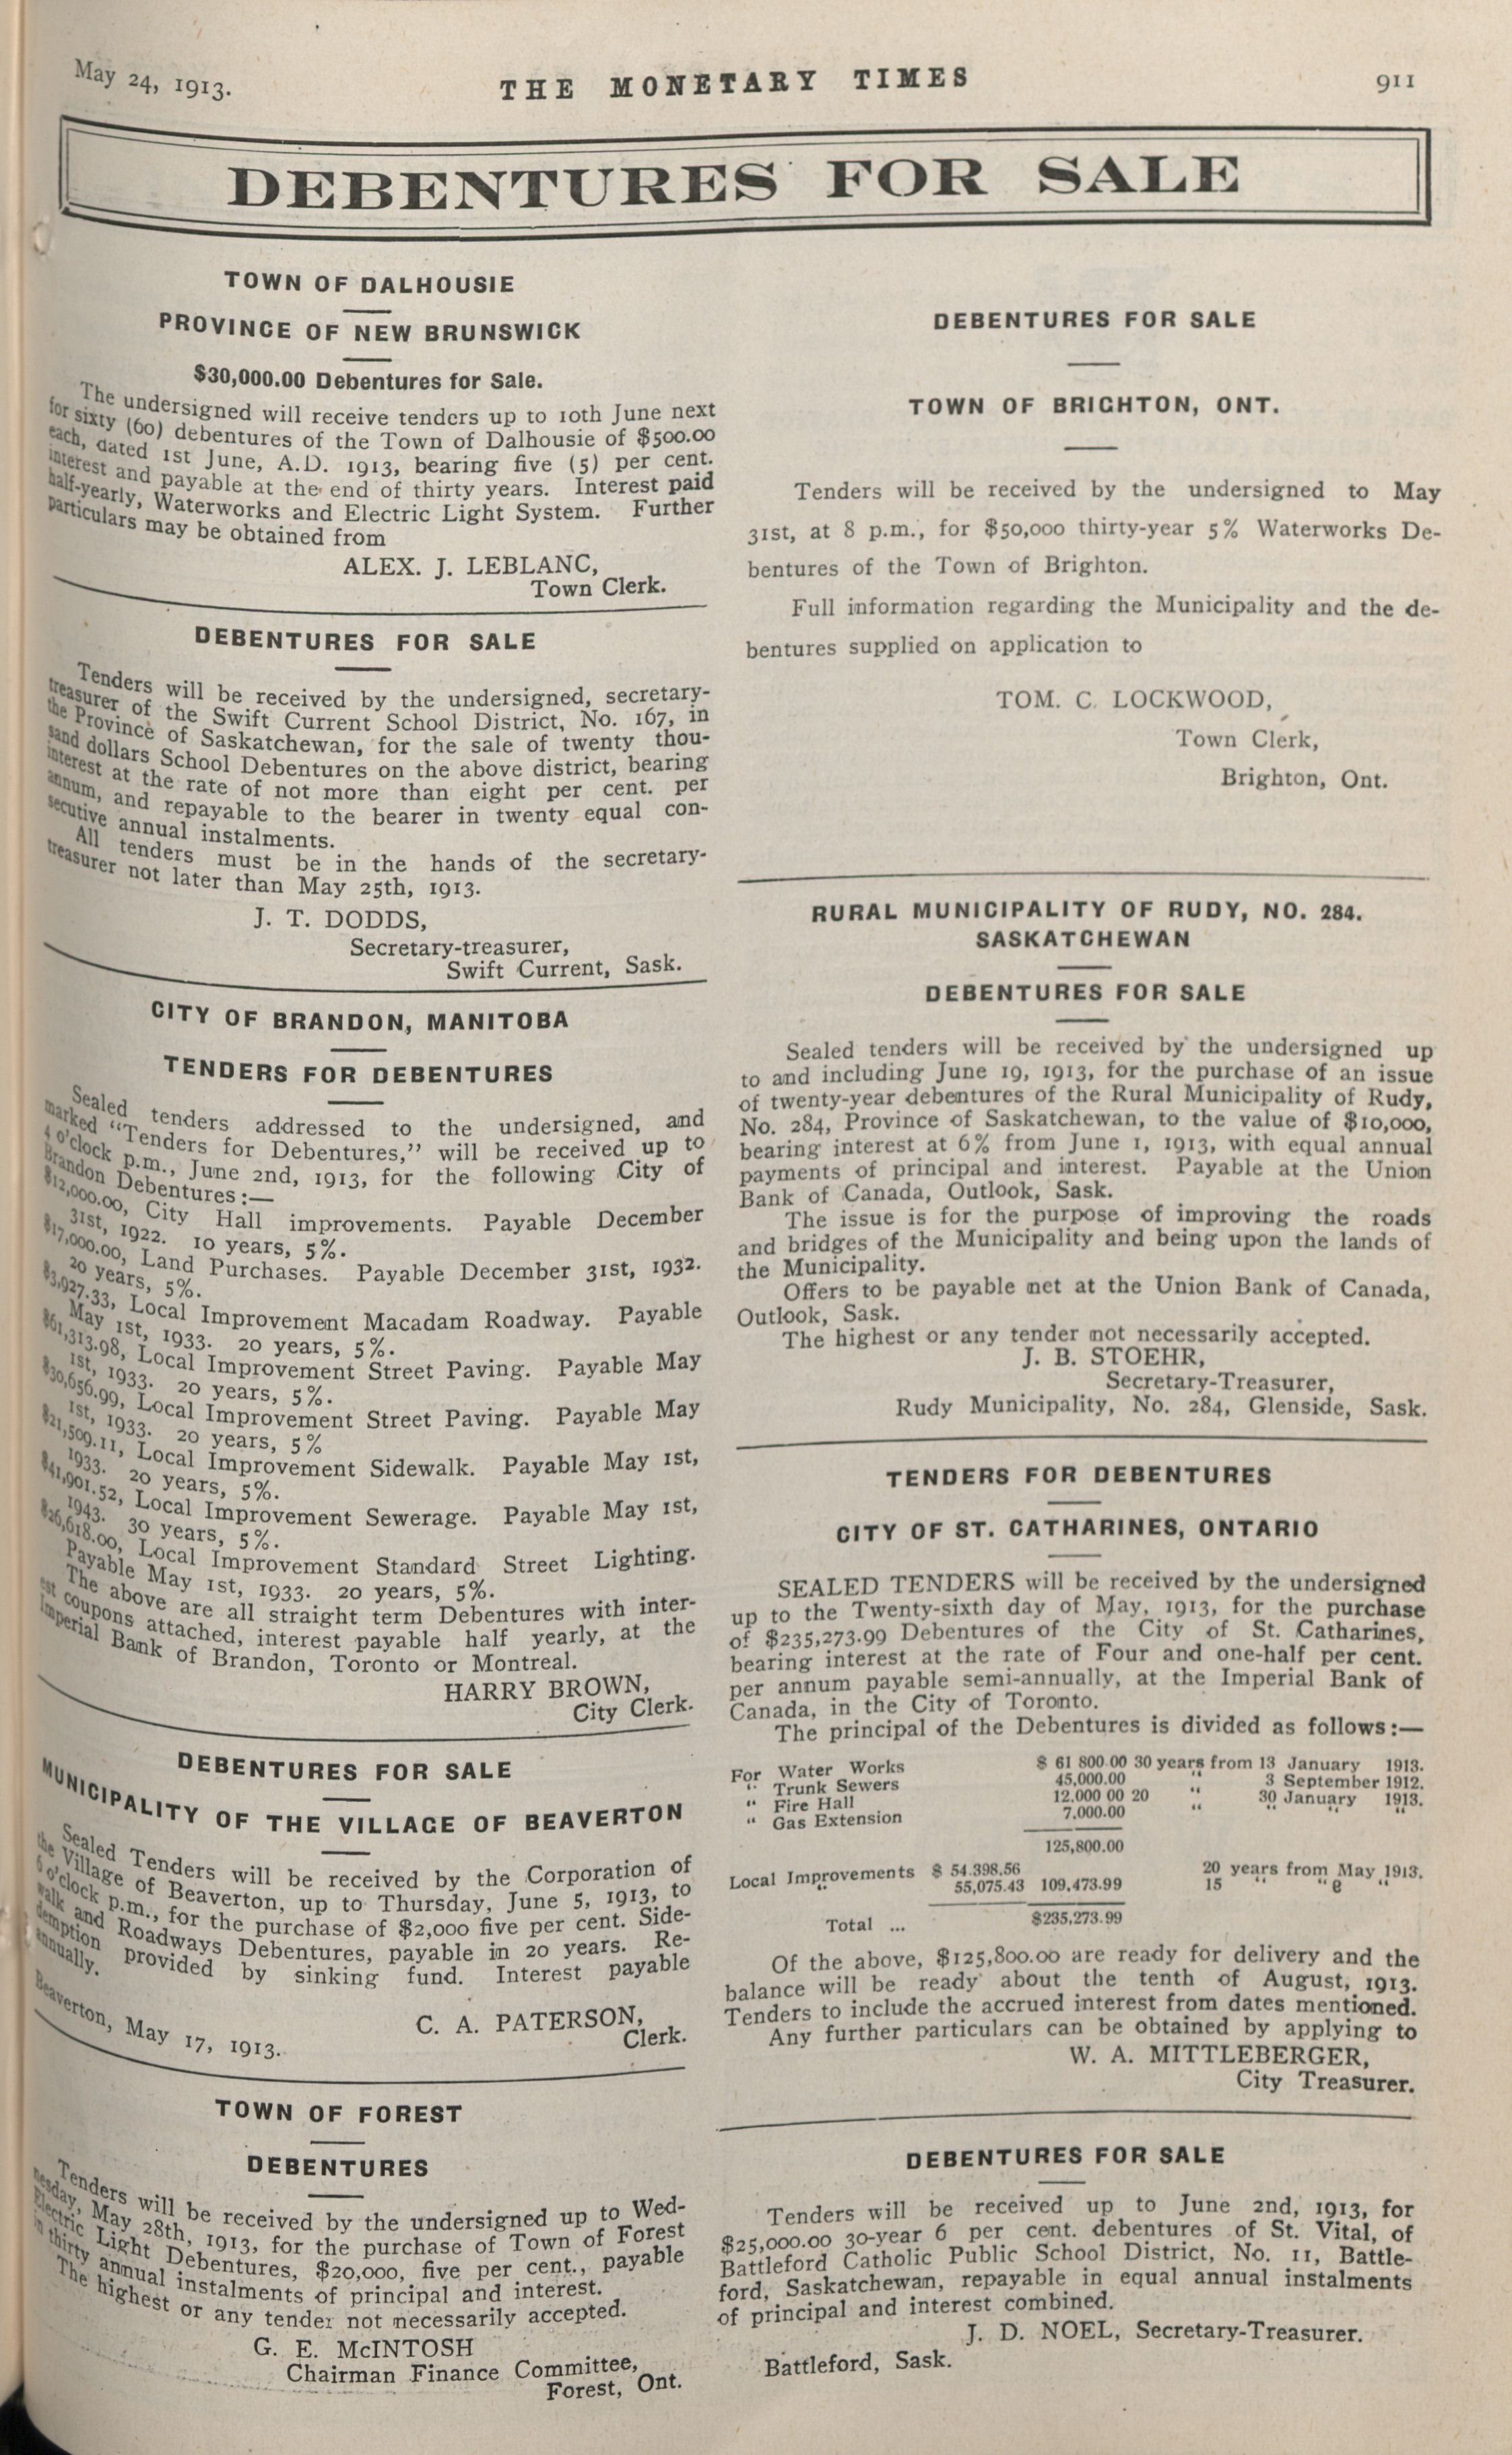 May 24, 1913.
THE MONETARY TIMES
911
DEBENTURES FOR SALE
TOWN OF DALHOUSIE
PROVINCE OF NEW BRUNSWICK
$30,000.00 Debentures for Sale.
The undersigned will receive tenders up to 10th June next
for sixty (60) debentures of the Town of Dalhousie of $500.00
each, dated 1st June, A.D. 1913, bearing five (5) per cent.
interest and payable at the end of thirty years. Interest paid
half-yearly, Waterworks and Electric Light System. Further
particulars may be obtained from
ALEX. J. LEBLANC,
Town Clerk.
DEBENTURES FOR SALE
Tenders will be received by the undersigned, secretary-
treasurer of the Swift Current School District, No. 167, in
the Province of Saskatchewan, for the sale of twenty thou-
sand dollars School Debentures on the above district, bearing
interest at the rate of not more than eight per cent. per
annum, and repayable to the bearer in twenty equal con-
secutive annual instalments.
All tenders must be in the hands of the secretary-
treasurer not later than May 25th, 1913.
J. T. DODDS,
Secretary-treasurer,
Swift Current, Sask.
CITY OF BRANDON, MANITOBA
TENDERS FOR DEBENTURES
Sealed tenders addressed to the undersigned, and
marked "Tenders for Debentures," will be received up to
4 o'clock p.m., June 2nd, 1913, for the following City of
Brandon Debentures:—
$12,000.00, City Hall improvements. Payable December
31st, 1922. 10 years, 5%.
$17,000.00, Land Purchases. Payable December 31st, 1932.
20 years, 5%.
$3,927.33, Local Improvement Macadam Roadway. Payable
May 1st, 1933. 20 years, 5%.
$61,313.98, Local Improvement Street Paving. Payable May
1st, 1933. 20 years, 5%.
$30,656.99, Local Improvement Street Paving. Payable May
1st, 1933. 20 years, 5%
$21,509.11, Local Improvement Sidewalk. Payable May 1st,
1933. 20 years, 5%.
$41,901.52, Local Improvement Sewerage. Payable May 1st,
1943. 30 years, 5%.
$26,618.00, Local Improvement Standard Street Lighting.
Payable May 1st, 1933. 20 years, 5%.
The above are all straight term Debentures with inter-
est coupons attached, interest payable half yearly, at the
Imperial Bank of Brandon, Toronto or Montreal.
HARRY BROWN,
City Clerk.
DEBENTURES FOR SALE
MUNICIPALITY OF THE VILLAGE OF BEAVERTON
Sealed Tenders will be received by the Corporation of
the Village of Beaverton, up to Thursday, June 5, 1913, to
6 o'clock p.m., for the purchase of $2,000 five per cent. Side-
walk and Roadways Debentures, payable in 20 years. Re-
demption provided by sinking fund. Interest payable
annually.
C. A. PATERSON,
Clerk.
Beaverton, May 17, 1913.
TOWN OF FOREST
DEBENTURES
Tenders will be received by the undersigned up to Wed-
nesday, May 28th, 1913, for the purchase of Town of Forest
Electric Light Debentures, $20,000, five per cent., payable
in thirty annual instalments of principal and interest.
The highest or any tender not necessarily accepted.
G. E. McINTOSH
Chairman Finance Committee,
Forest, Ont.
DEBENTURES FOR SALE
TOWN OF BRIGHTON, ONT.
Tenders will be received by the undersigned to May
31st, at 8 p.m., for $50,000 thirty-year 5% Waterworks De-
bentures of the Town of Brighton.
Full information regarding the Municipality and the de-
bentures supplied on application to
TOM. C. LOCKWOOD,
Town Clerk,
Brighton, Ont.
RURAL MUNICIPALITY OF RUDY, NO. 284.
SASKATCHEWAN
DEBENTURES FOR SALE
Sealed tenders will be received by the undersigned up
to and including June 19, 1913, for the purchase of an issue
of twenty-year debentures of the Rural Municipality of Rudy,
No. 284, Province of Saskatchewan, to the value of $10,000,
bearing interest at 6% from June 1, 1913, with equal annual
payments of principal and interest. Payable at the Union
Bank of Canada, Outlook, Sask.
The issue is for the purpose of improving the roads
and bridges of the Municipality and being upon the lands of
the Municipality.
Offers to be payable net at the Union Bank of Canada,
Outlook, Sask.
The highest or any tender not necessarily accepted.
J. B. STOEHR,
Secretary-Treasurer,
Rudy Municipality, No. 284, Glenside, Sask.
TENDERS FOR DEBENTURES
CITY OF ST. CATHARINES, ONTARIO
SEALED TENDERS will be received by the undersigned
up to the Twenty-sixth day of May, 1913, for the purchase
of $235,273.99 Debentures of the City of St. Catharines,
bearing interest at the rate of Four and one-half per cent.
per annum payable semi-annually, at the Imperial Bank of
Canada, in the City of Toronto.
The principal of the Debentures is divided as follows:—
For Water Works $ 61 800.00 30 years from 13 January 1913.
" Trunk Sewers 45,000.00 " 3 September 1912.
" Fire Hall 12,000 00 20 " 30 January 1913.
" Gas Extension 7,000.00 " " " "
125,800.00
Local Improvements $ 54.398.56 20 years from May 1913.
" 55,075.43 109,473.99 15 " " 8 "
Total ... $235,273.99
Of the above, $125,800.00 are ready for delivery and the
balance will be ready about the tenth of August, 1913.
Tenders to include the accrued interest from dates mentioned.
Any further particulars can be obtained by applying to
W. A. MITTLEBERGER,
City Treasurer.
DEBENTURES FOR SALE
Tenders will be received up to June 2nd, 1913, for
$25,000.00 30-year 6 per cent. debentures of St. Vital, of
Battleford Catholic Public School District, No. 11, Battle-
ford, Saskatchewan, repayable in equal annual instalments
of principal and interest combined.
J. D. NOEL, Secretary-Treasurer.
Battleford, Sask.